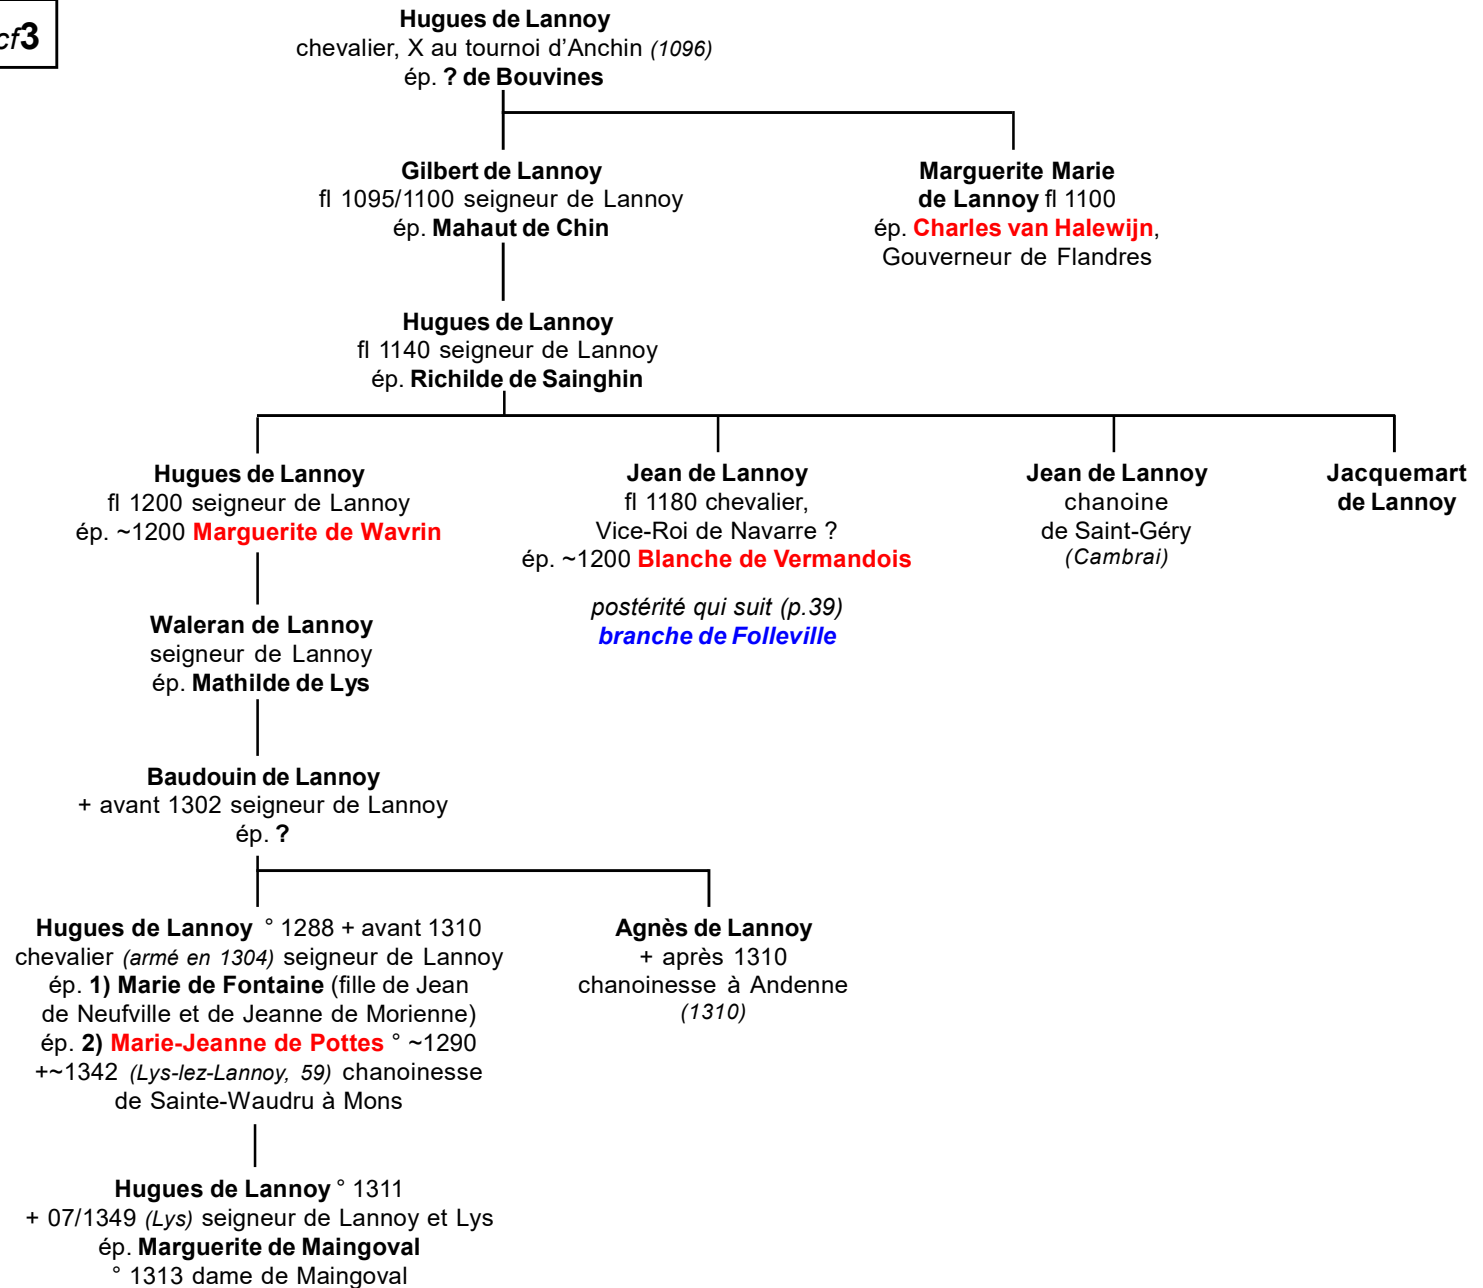 cf3
Hugues de Lannoy
chevalier, X au tournoi d'Anchin (1096)
ép. ? de Bouvines
Gilbert de Lannoy
fl 1095/1100 seigneur de Lannoy
ép. Mahaut de Chin
Marguerite Marie
de Lannoy fl 1100
ép. Charles van Halewijn,
Gouverneur de Flandres
Hugues de Lannoy
fl 1140 seigneur de Lannoy
ép. Richilde de Sainghin
Hugues de Lannoy
fl 1200 seigneur de Lannoy
ép. ~1200 Marguerite de Wavrin
Jean de Lannoy
fl 1180 chevalier,
Vice-Roi de Navarre ?
ép. ~1200 Blanche de Vermandois
postérité qui suit (p.39)
branche de Folleville
Jean de Lannoy
chanoine
de Saint-Géry
(Cambrai)
Jacquemart
de Lannoy
Waleran de Lannoy
seigneur de Lannoy
ép. Mathilde de Lys
Baudouin de Lannoy
+ avant 1302 seigneur de Lannoy
ép. ?
Hugues de Lannoy ° 1288 + avant 1310
chevalier (armé en 1304) seigneur de Lannoy
ép. 1) Marie de Fontaine (fille de Jean
de Neufville et de Jeanne de Morienne)
ép. 2) Marie-Jeanne de Pottes ° ~1290
+~1342 (Lys-lez-Lannoy, 59) chanoinesse
de Sainte-Waudru à Mons
Agnès de Lannoy
+ après 1310
chanoinesse à Andenne
(1310)
Hugues de Lannoy ° 1311
+ 07/1349 (Lys) seigneur de Lannoy et Lys
ép. Marguerite de Maingoval
° 1313 dame de Maingoval